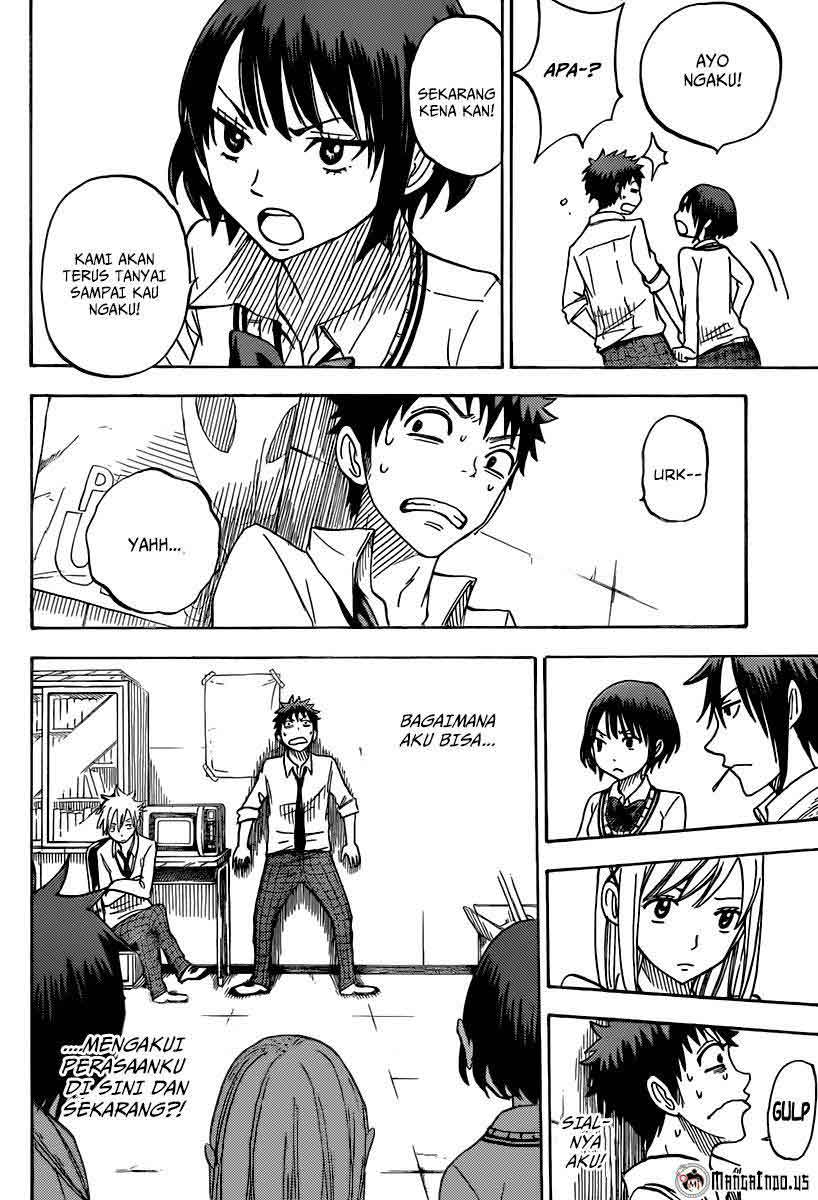 AYO
NGAKU!
APA-?
SEKARANG
KENA KAN!
KAMI AKAN
TERUS TANYAI
SAMPAI KAU
NGAKU!
URK--
P
U
YAHH...
GULP
SIAL-
NYA
AKU!
BAGAIMANA
AKU BISA...
....MENGAKUI
PERASAANKU
DI SINI DAN
SEKARANG?!
MANGAINDO.US